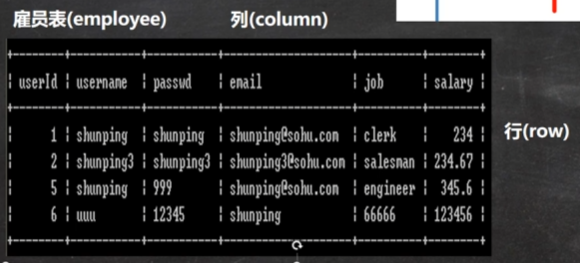 雇员表(employee) 列(column)
userId | username | passwd | email | job | salary
1 | shunping | shunping | shunping@sohu.com | clerk | 234
2 | shunping3 | shunping3 | shunping3@sohu.com | salesman | 234.67
行(row)
5 | shunping | 999 | shunping@sohu.com | engineer | 345.6
6 | uuu | 12345 | shunping | 66666 | 123456